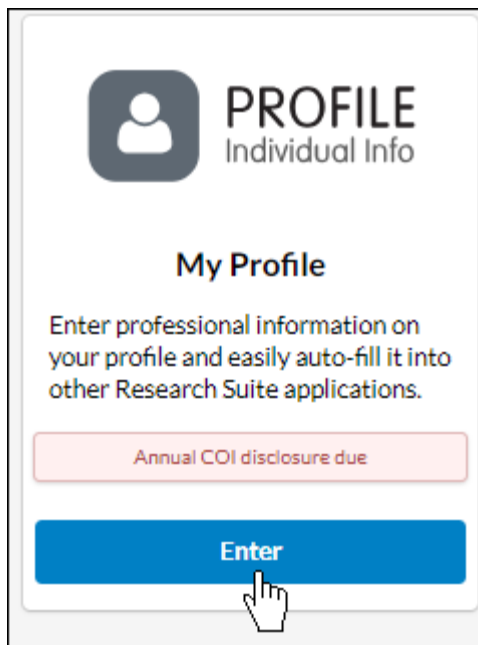 PROFILE
Individual Info
My Profile
Enter professional information on
your profile and easily auto-fill it into
other Research Suite applications.
Annual COI disclosure due
Enter